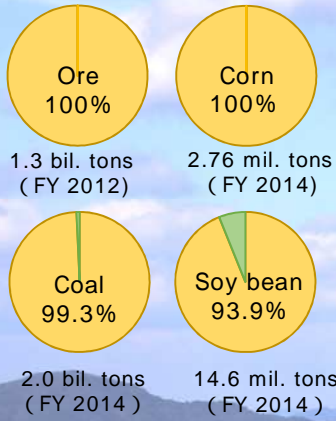 Ore
100%
Corn
100%
1.3 bil. tons
( FY 2012)
2.76 mil. tons
( FY 2014)
Coal
99.3%
Soy bean
93.9%
2.0 bil. tons
( FY 2014 )
14.6 mil. tons
( FY 2014 )